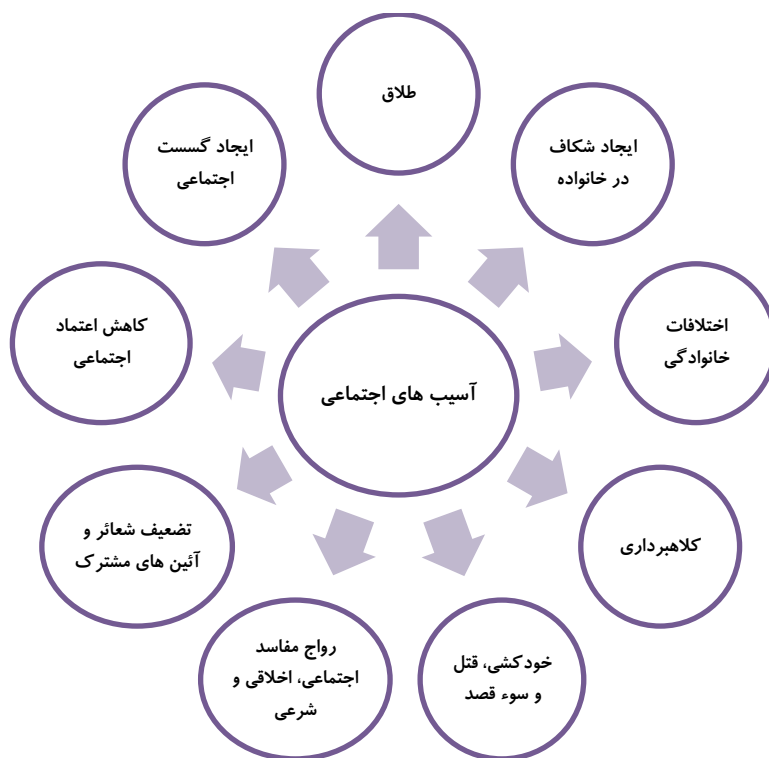 طلاق
ایجاد شکاف
در خانواده
اختلافات
خانوادگی
کلاهبرداری
خودکشی، قتل
و سوء قصد
رواج مفاسد
اجتماعی، اخلاقی و
شرعی
تضعیف شعائر و
آئین های مشترک
کاهش اعتماد
اجتماعی
ایجاد گسست
اجتماعی
آسیب های اجتماعی